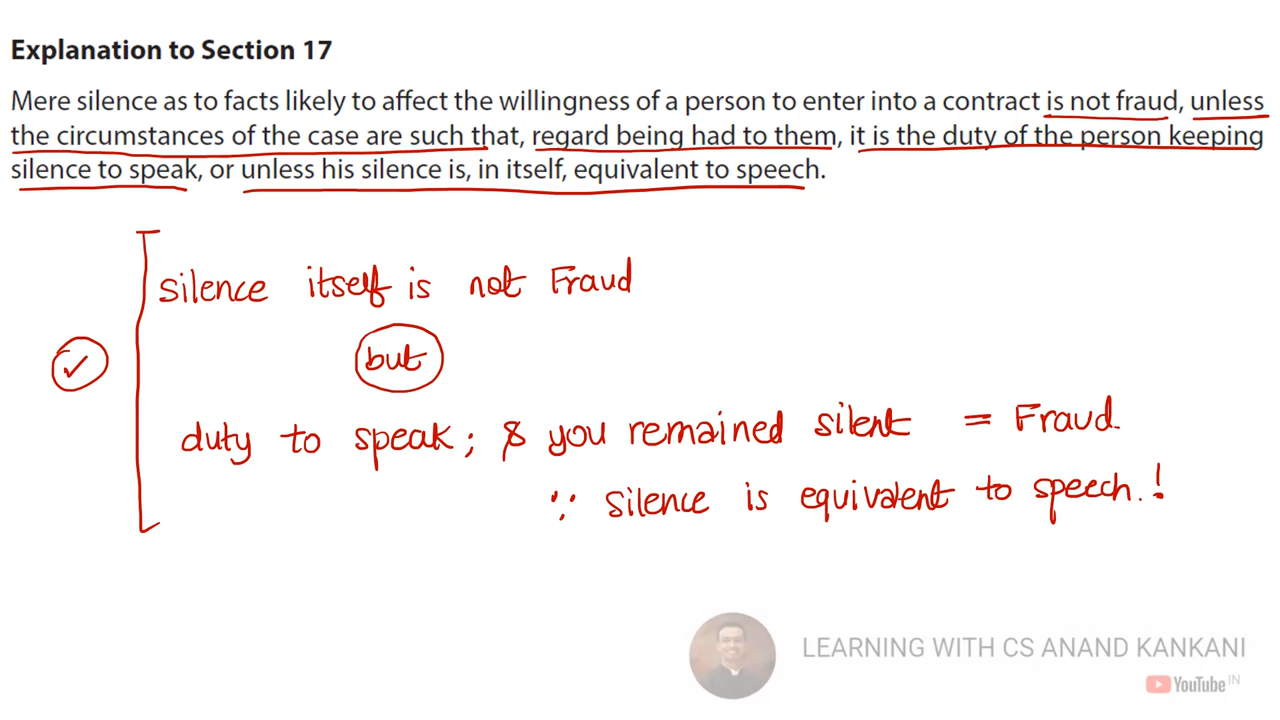 Explanation to Section 17
Mere silence as to facts likely to affect the willingness of a person to enter into a contract is not fraud, unless
the circumstances of the case are such that, regard being had to them, it is the duty of the person keeping
silence to speak, or unless his silence is, in itself, equivalent to speech.
silence itself is not Fraud
but
duty to speak; & you remained silent = Fraud.
∵ silence is equivalent to speech.!
LEARNING WITH CS ANAND KANKANI
YouTube IN